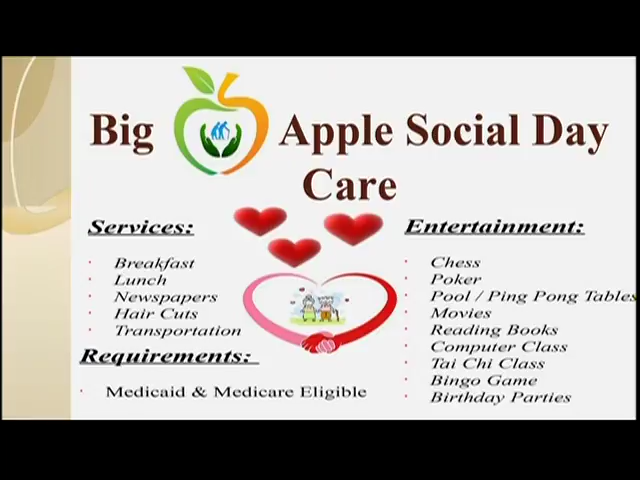 Big Apple Social Day
Care
Services:
Breakfast
Lunch
Newspapers
Hair Cuts
Transportation
Requirements:
Medicaid & Medicare Eligible
Entertainment:
Chess
Poker
Pool / Ping Pong Tables
Movies
Reading Books
Computer Class
Tai Chi Class
Bingo Game
Birthday Parties